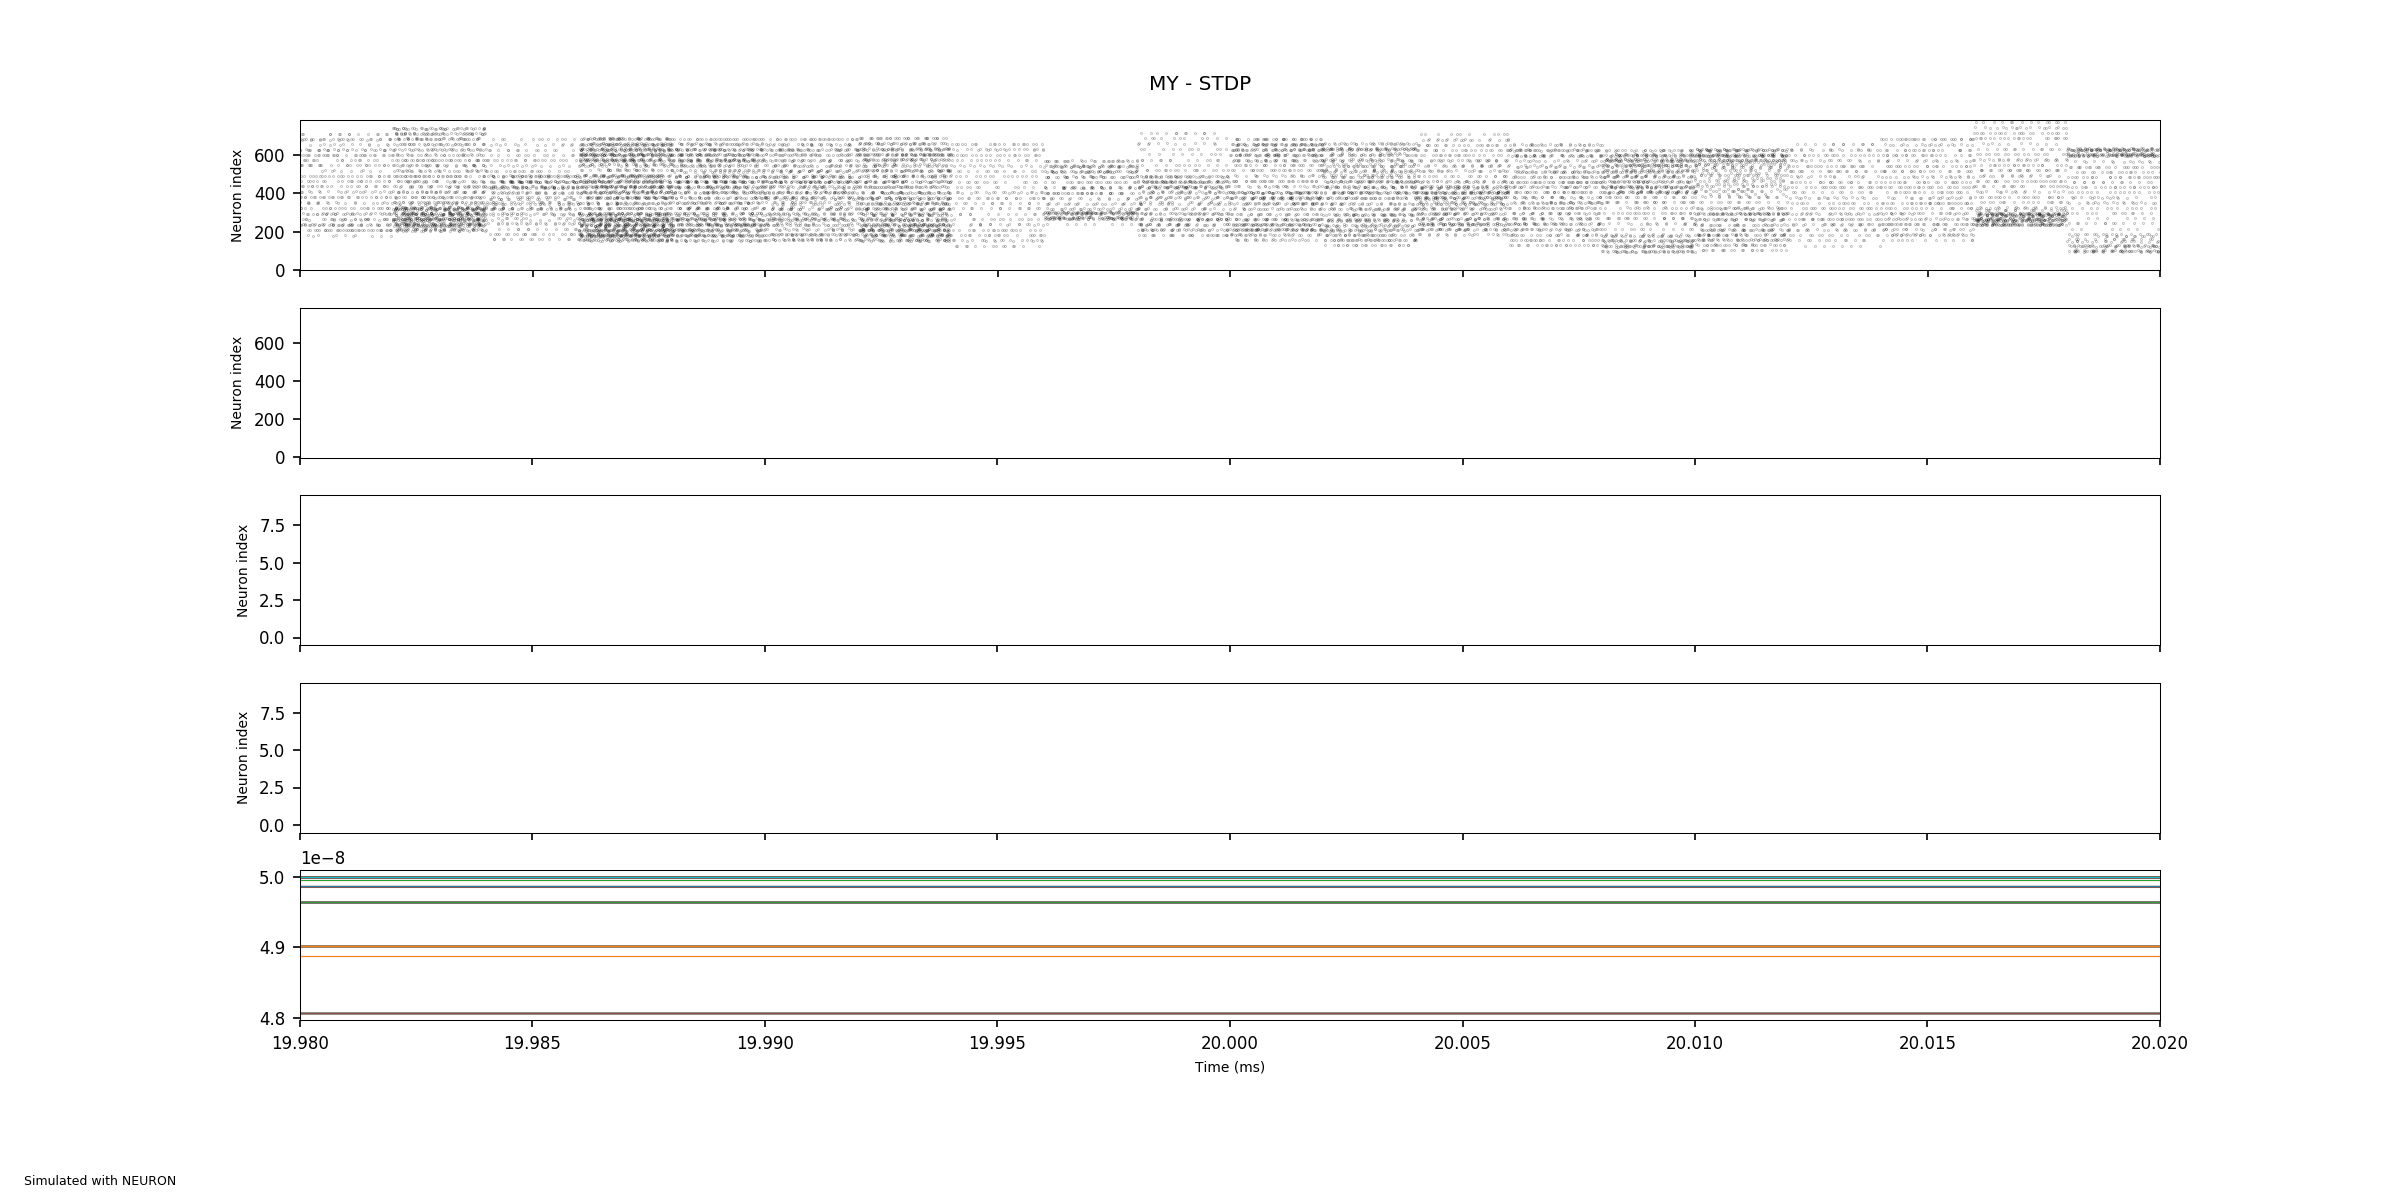 MY - STDP
Neuron index
600
400
200
0
Neuron index
600
400
200
0
Neuron index
7.5
5.0
2.5
0.0
Neuron index
7.5
5.0
2.5
0.0
1e−8
5.0
4.9
4.8
19.980 19.985 19.990 19.995 20.000 20.005 20.010 20.015 20.020
Time (ms)
Simulated with NEURON